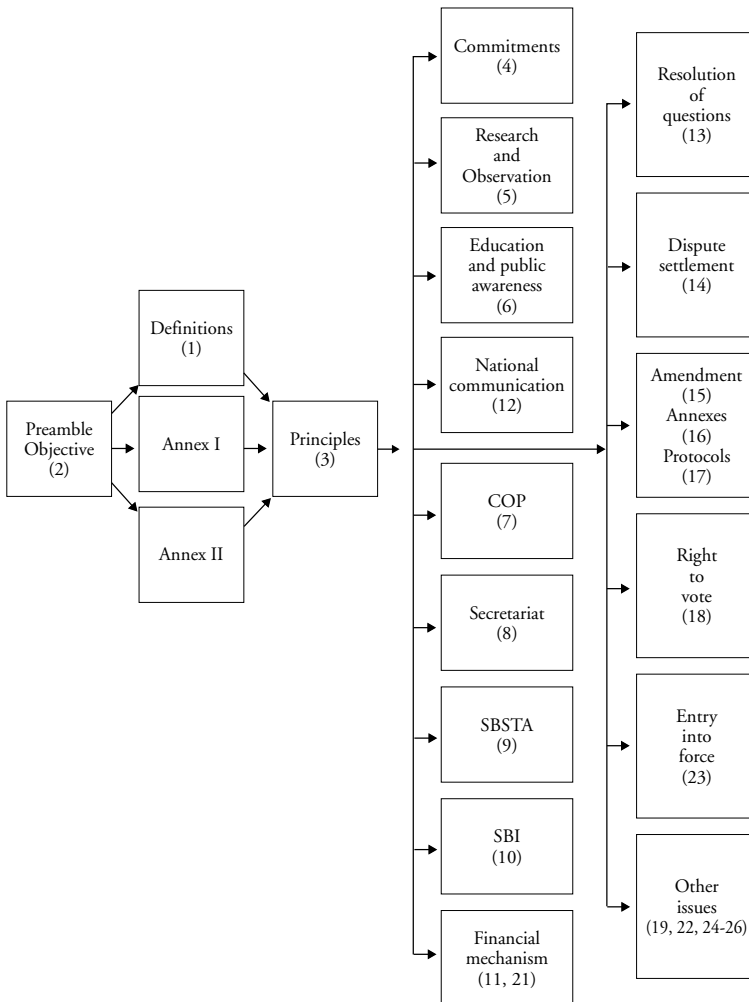 Preamble
Objective
(2)
Definitions
(1)
Annex I
Annex II
Principles
(3)
Commitments
(4)
Research
and
Observation
(5)
Education
and public
awareness
(6)
National
communication
(12)
COP
(7)
Secretariat
(8)
SBSTA
(9)
SBI
(10)
Financial
mechanism
(11, 21)
Resolution
of
questions
(13)
Dispute
settlement
(14)
Amendment
(15)
Annexes
(16)
Protocols
(17)
Right
to
vote
(18)
Entry
into
force
(23)
Other
issues
(19, 22, 24-26)